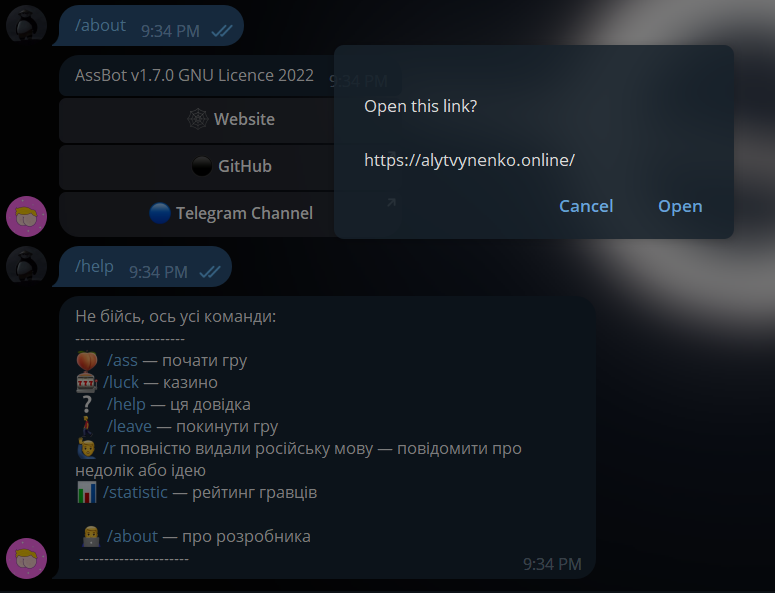 /about 9:34 PM
AssBot v1.7.0 GNU Licence 2022 9:34 PM
Website
GitHub
Telegram Channel
Open this link?
https://alytvynenko.online/
Cancel Open
/help 9:34 PM
Не бійсь, ось усі команди:
----------------------
/ass — почати гру
/luck — казино
/help — ця довідка
/leave — покинути гру
/r повністю видали російську мову — повідомити про
недолік або ідею
/statistic — рейтинг гравців
/about — про розробника
----------------------
9:34 PM